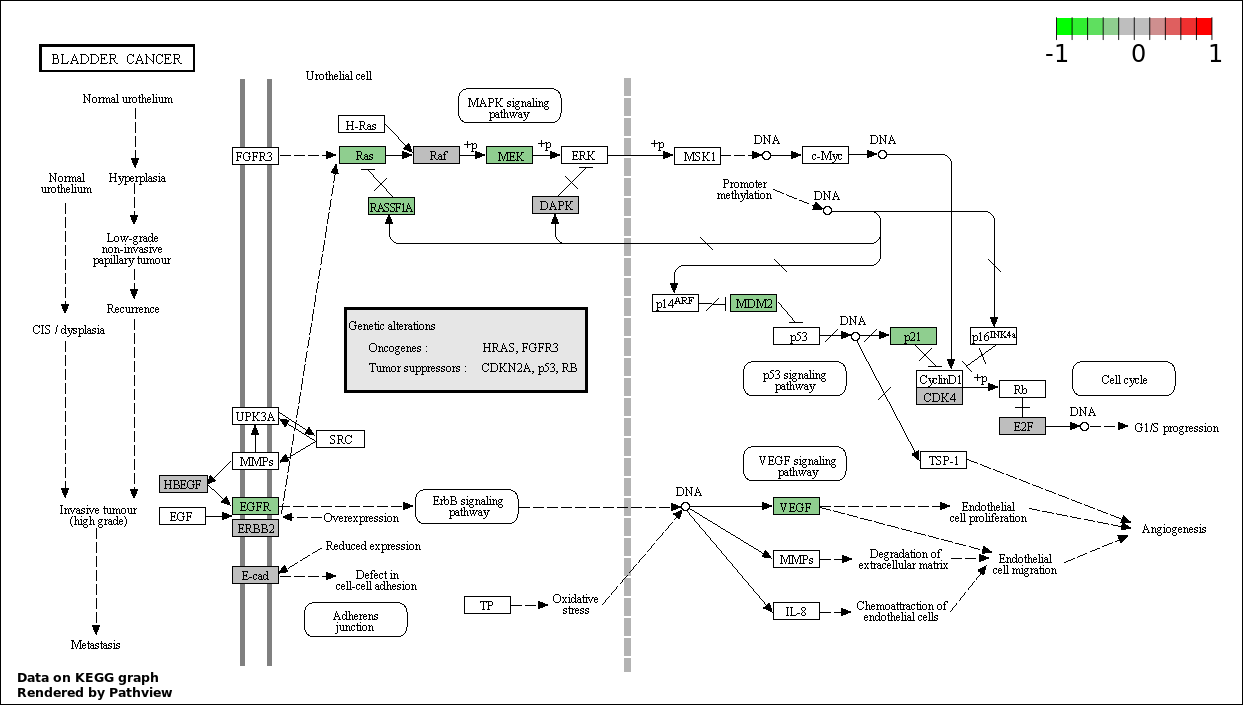 BLADDER CANCER
-1 0 1
Urothelial cell
Normal urothelium
MAPK signaling
pathway
H-Ras
FGFR3
Ras
Raf
+p
MEK
+p
ERK
+p
MSK1
DNA
c-Myc
DNA
Normal
urothelium
Hyperplasia
Promoter
methylation
DNA
RASSF1A
DAPK
Low-grade
non-invasive
papillary tumour
Recurrence
p14ARF
MDM2
CIS / dysplasia
Genetic alterations
Oncogenes : HRAS, FGFR3
Tumor suppressors : CDKN2A, p53, RB
p53
DNA
p21
p16INK4a
p53 signaling
pathway
CyclinD1
CDK4
+p
Rb
Cell cycle
E2F
DNA
G1/S progression
UPK3A
SRC
MMPs
VEGF signaling
pathway
TSP-1
HBEGF
EGFR
EGF
ERBB2
Overexpression
ErbB signaling
pathway
DNA
VEGF
Endothelial
cell proliferation
Angiogenesis
Invasive tumour
(high grade)
Reduced expression
E-cad
Defect in
cell-cell adhesion
MMPs
Degradation of
extracellular matrix
Endothelial
cell migration
TP
Oxidative
stress
IL-8
Chemoattraction of
endothelial cells
Adherens
junction
Metastasis
Data on KEGG graph
Rendered by Pathview